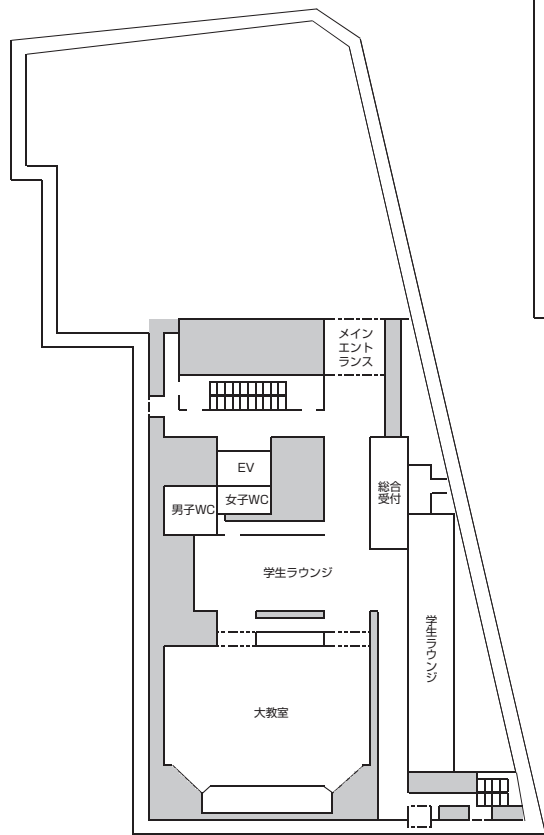 メイン
エント
ランス
EV
女子WC
男子WC
総合
受付
学生ラウンジ
学生ラウンジ
大教室